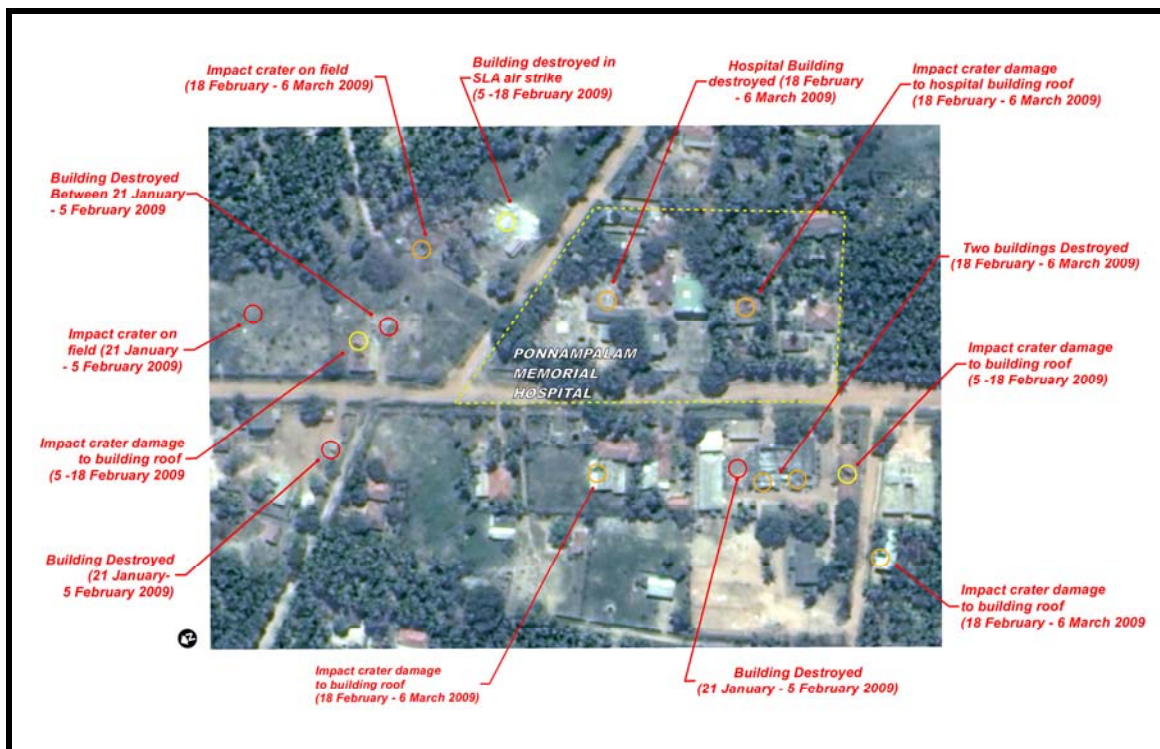 Impact crater on field
(18 February - 6 March 2009)
Building destroyed in
SLA air strike
(5 -18 February 2009)
Hospital Building
destroyed (18 February
- 6 March 2009)
Impact crater damage
to hospital building roof
(18 February - 6 March 2009)
Building Destroyed
Between 21 January
- 5 February 2009
Two buildings Destroyed
(18 February - 6 March 2009)
Impact crater on
field (21 January
- 5 February 2009)
PONNAMPALAM
MEMORIAL
HOSPITAL
Impact crater damage
to building roof
(5 -18 February 2009)
Impact crater damage
to building roof
(5 -18 February 2009
Building Destroyed
(21 January-
5 February 2009)
Impact crater damage
to building roof
(18 February - 6 March 2009
Impact crater damage
to building roof
(18 February - 6 March 2009)
Building Destroyed
(21 January - 5 February 2009)